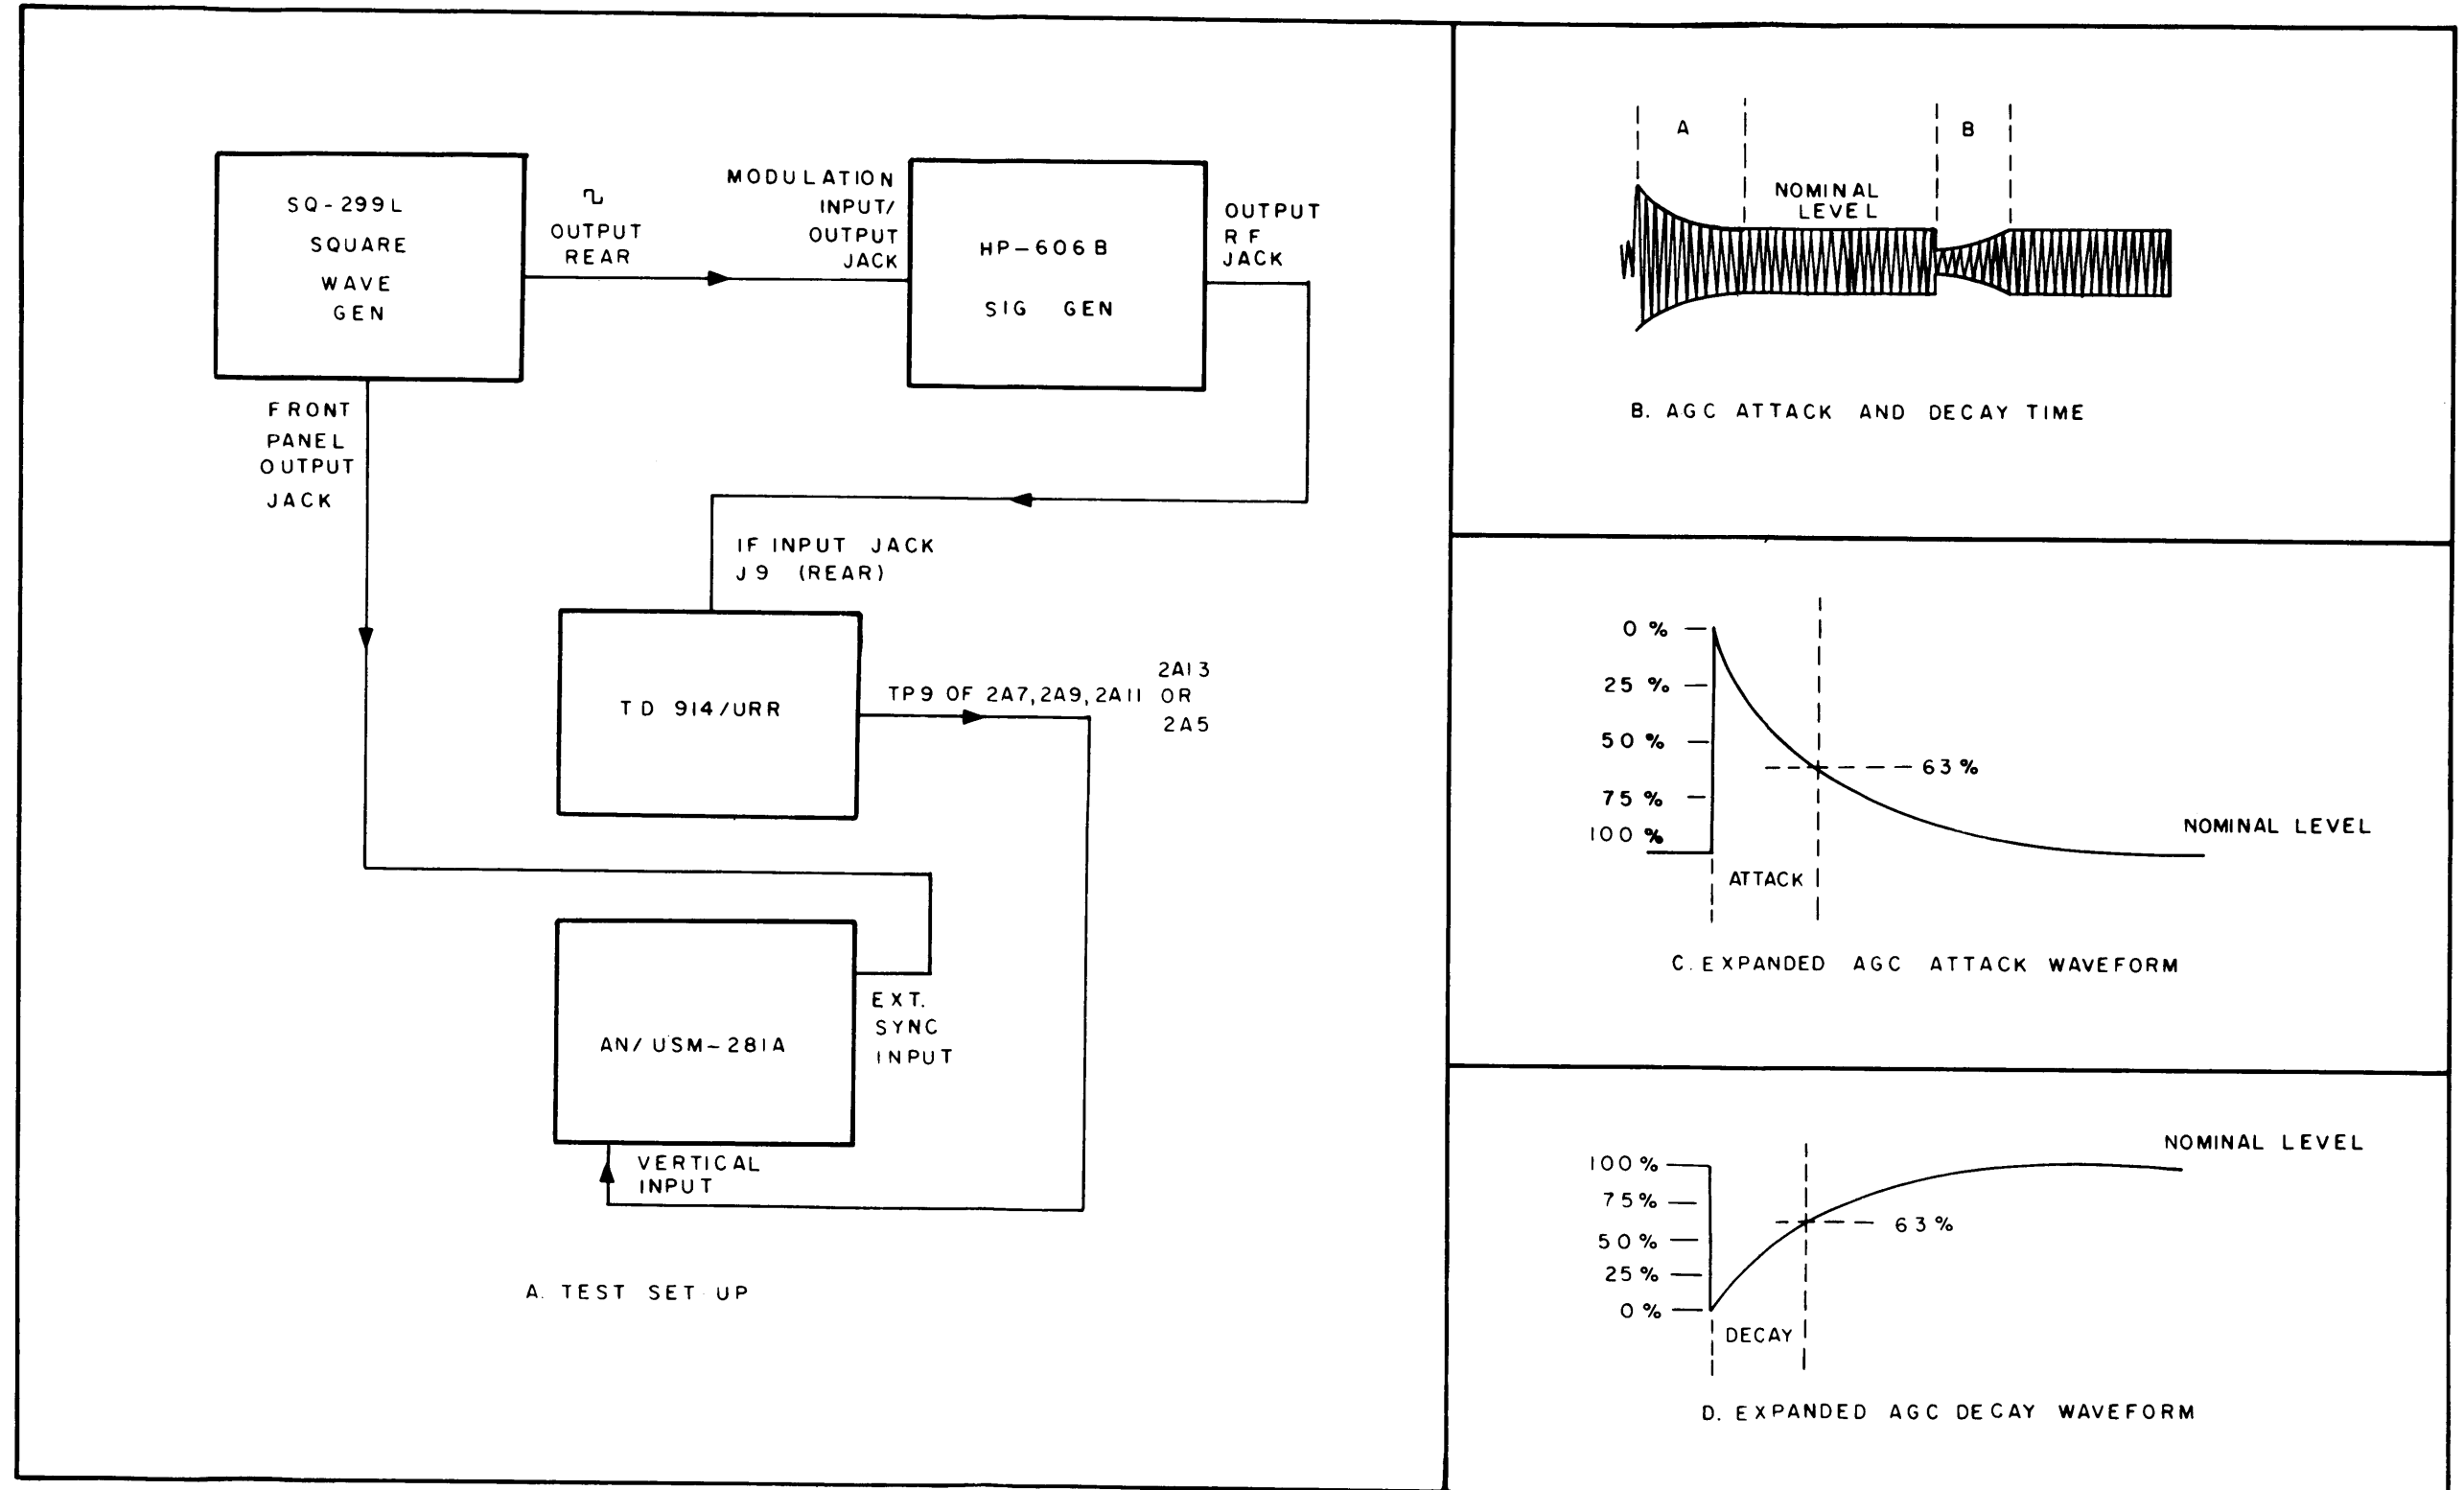 SQ-299L
SQUARE
WAVE
GEN
OUTPUT
REAR
MODULATION
INPUT/
OUTPUT
JACK
HP-606B
SIG GEN
OUTPUT
RF
JACK
FRONT
PANEL
OUTPUT
JACK
IF INPUT JACK
J9 (REAR)
TD 914/URR
TP9 OF 2A7, 2A9, 2A11
2A13
OR
2A5
AN/USM-281A
EXT.
SYNC
INPUT
VERTICAL
INPUT
A. TEST SET UP
A
B
NOMINAL
LEVEL
B. AGC ATTACK AND DECAY TIME
0 %
25 %
50 %
63 %
75 %
100 %
NOMINAL LEVEL
ATTACK
C. EXPANDED AGC ATTACK WAVEFORM
NOMINAL LEVEL
100 %
75 %
63 %
50 %
25 %
0 %
DECAY
D. EXPANDED AGC DECAY WAVEFORM